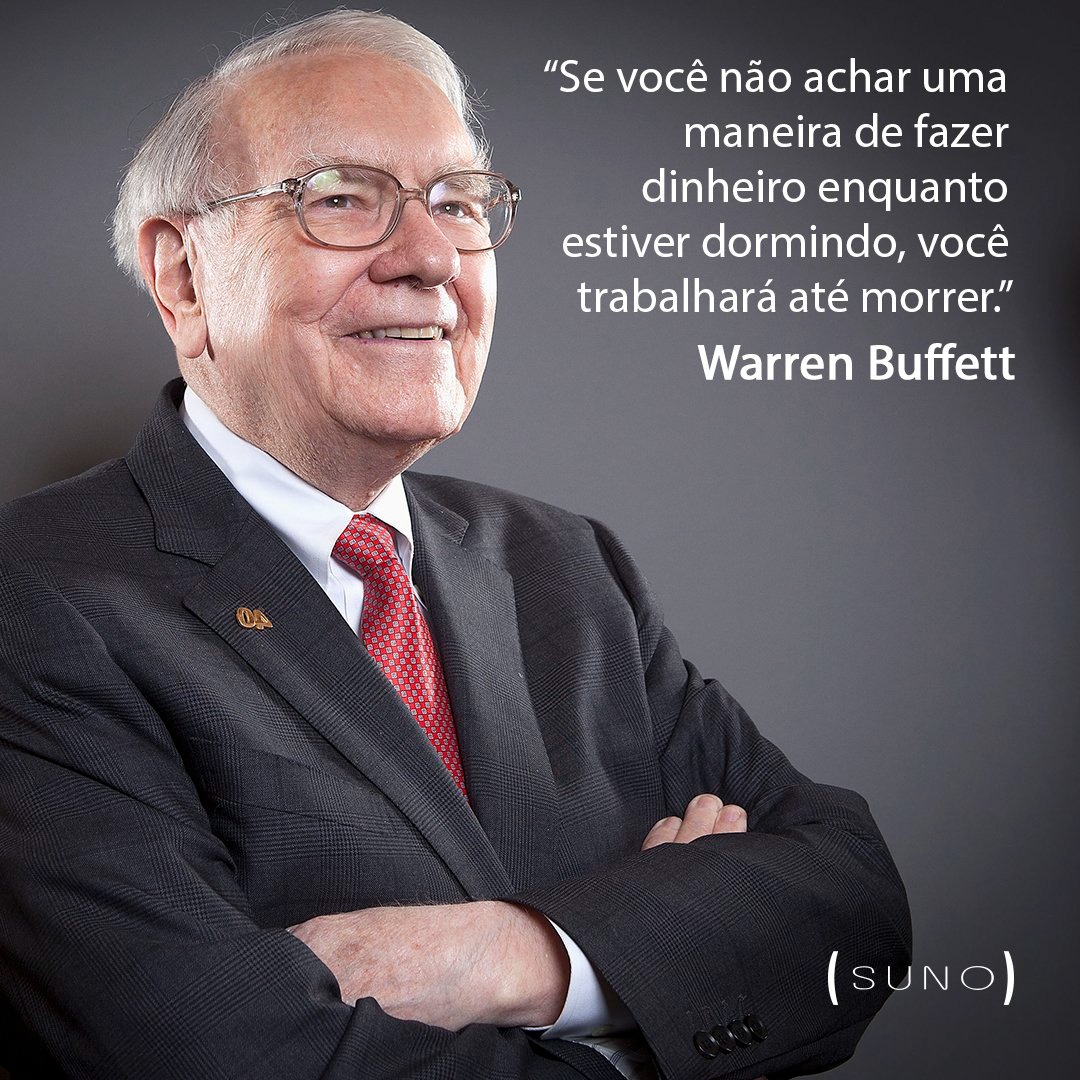 “Se você não achar uma
maneira de fazer
dinheiro enquanto
estiver dormindo, você
trabalhará até morrer.”
Warren Buffett
(SUNO)